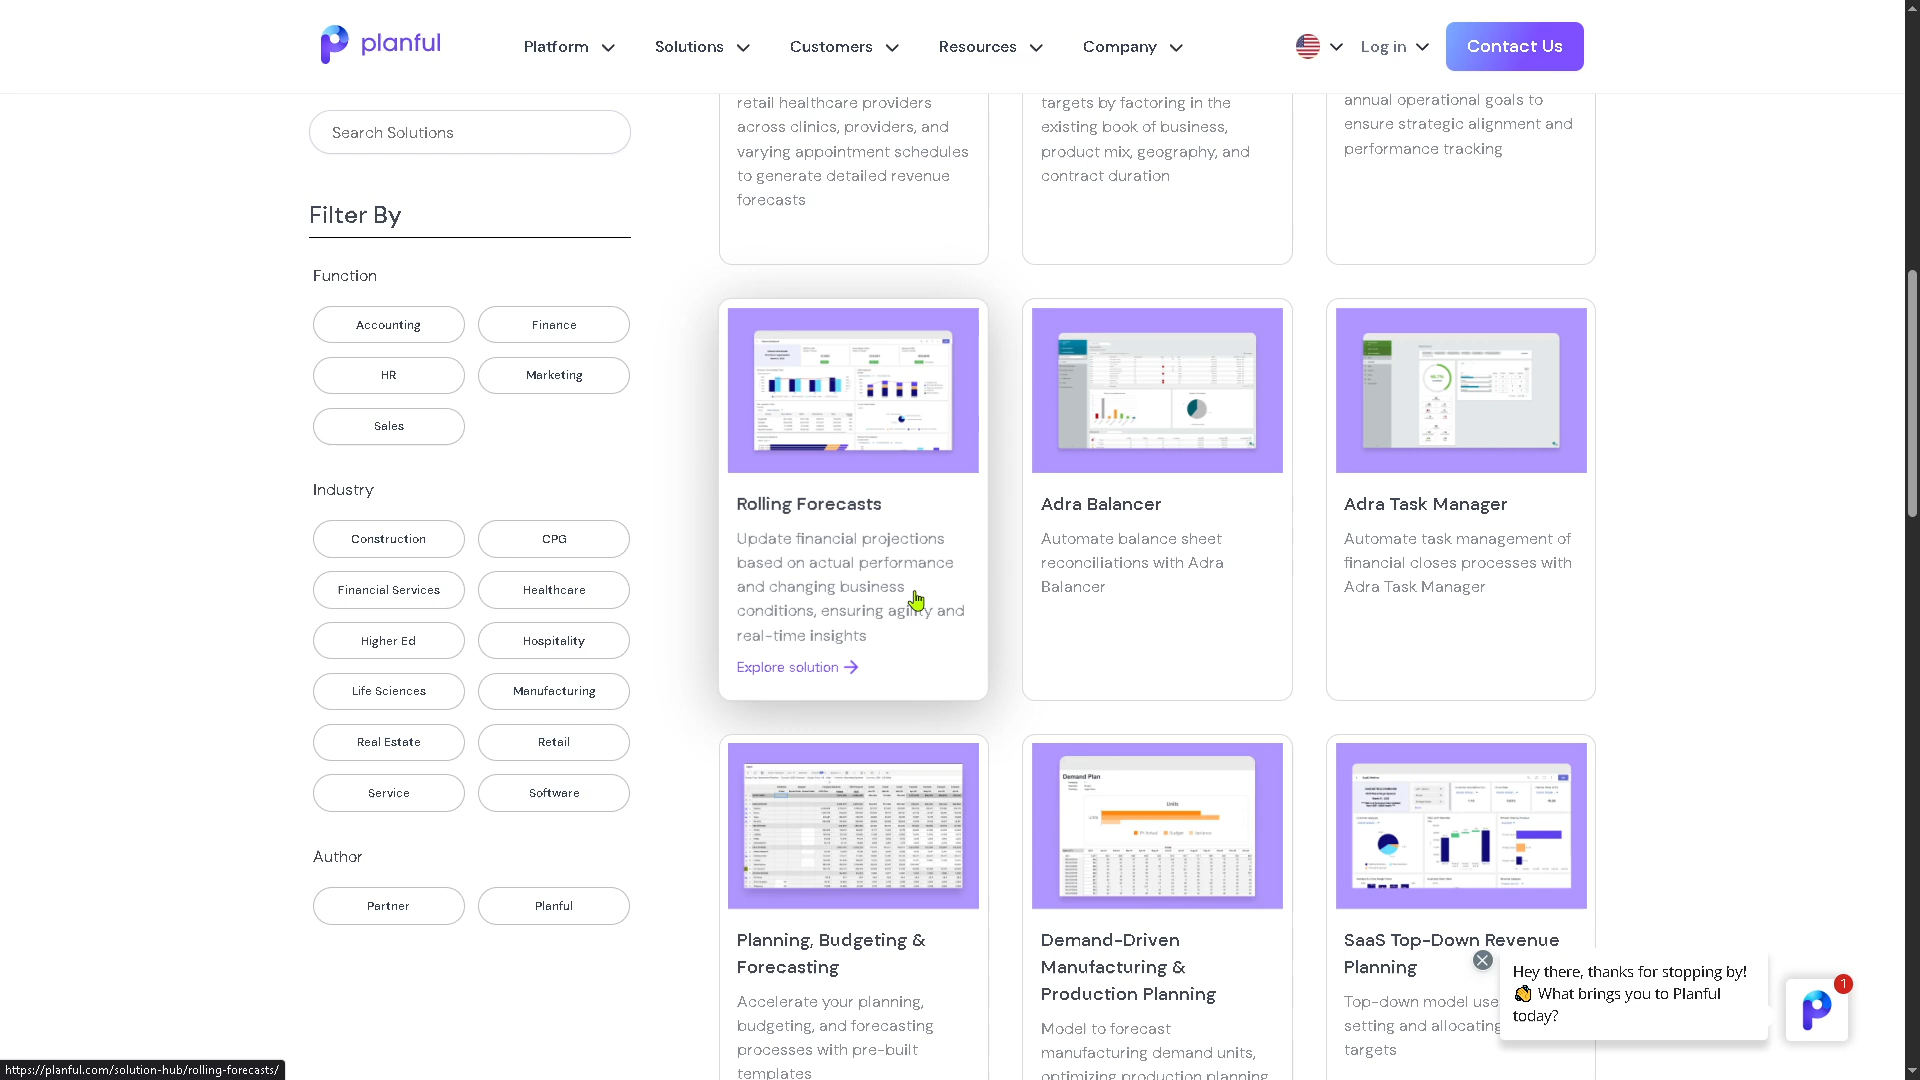 planful
Platform
Solutions
Customers
Resources
Company
Log in
Contact Us
Search Solutions
Filter By
Function
Accounting
Finance
HR
Marketing
Sales
Industry
Construction
CPG
Financial Services
Healthcare
Higher Ed
Hospitality
Life Sciences
Manufacturing
Real Estate
Retail
Service
Software
Author
Partner
Planful
retail healthcare providers
across clinics, providers, and
varying appointment schedules
to generate detailed revenue
forecasts
targets by factoring in the
existing book of business,
product mix, geography, and
contract duration
annual operational goals to
ensure strategic alignment and
performance tracking
Rolling Forecasts
Update financial projections
based on actual performance
and changing business
conditions, ensuring agility and
real-time insights
Explore solution
Adra Balancer
Automate balance sheet
reconciliations with Adra
Balancer
Adra Task Manager
Automate task management of
financial closes processes with
Adra Task Manager
Planning, Budgeting &
Forecasting
Accelerate your planning,
budgeting, and forecasting
processes with pre-built
templates
Demand Plan
Units
Demand-Driven
Manufacturing &
Production Planning
Model to forecast
manufacturing demand units,
optimizing production planning
SaaS Top-Down Revenue
Planning
Top-down model use
setting and allocating
targets
Hey there, thanks for stopping by!
👋 What brings you to Planful
today?
1
https://planful.com/solution-hub/rolling-forecasts/